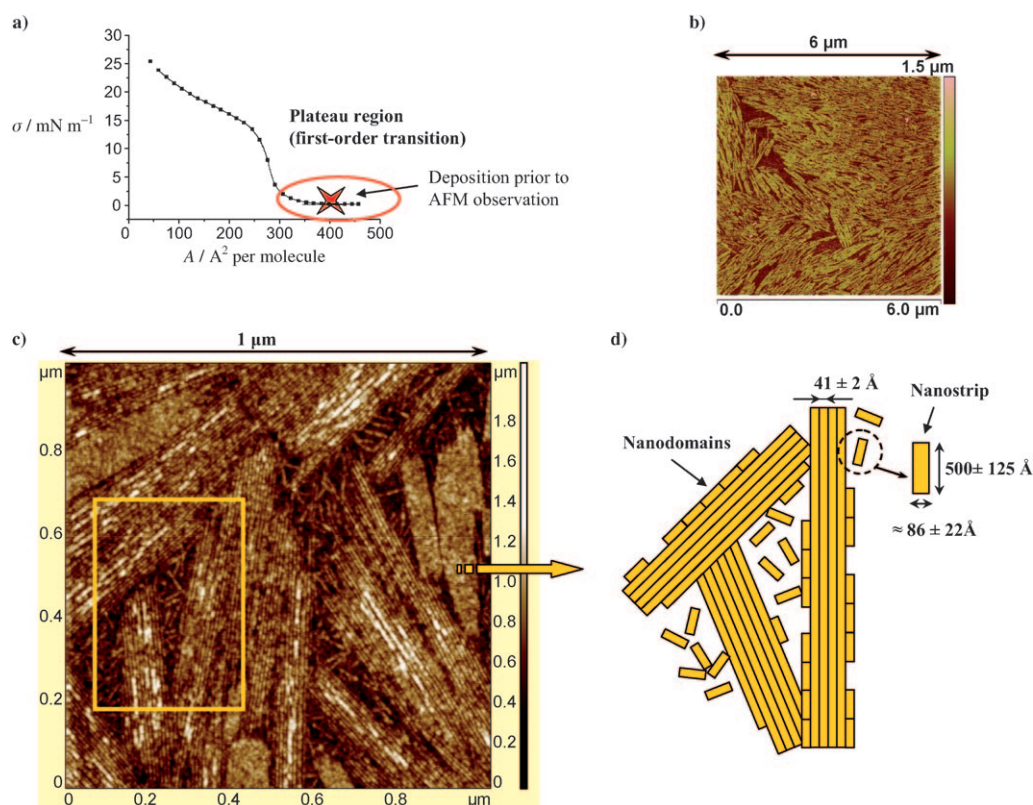 a)
30
25
20
15
10
5
0
σ / mN m⁻¹
Plateau region
(first-order transition)
Deposition prior to
AFM observation
0 100 200 300 400 500
A / A² per molecule
b)
6 µm
1.5 µm
0.0 6.0 µm
c)
1 µm
µm
0.8
0.6
0.4
0.2
0
0 0.2 0.4 0.6 0.8 µm
µm
1.8
1.6
1.4
1.2
1.0
0.8
0.6
0.4
0.2
0
d)
41 ± 2 Å
Nanostrip
Nanodomains
500± 125 Å
≈ 86 ± 22Å